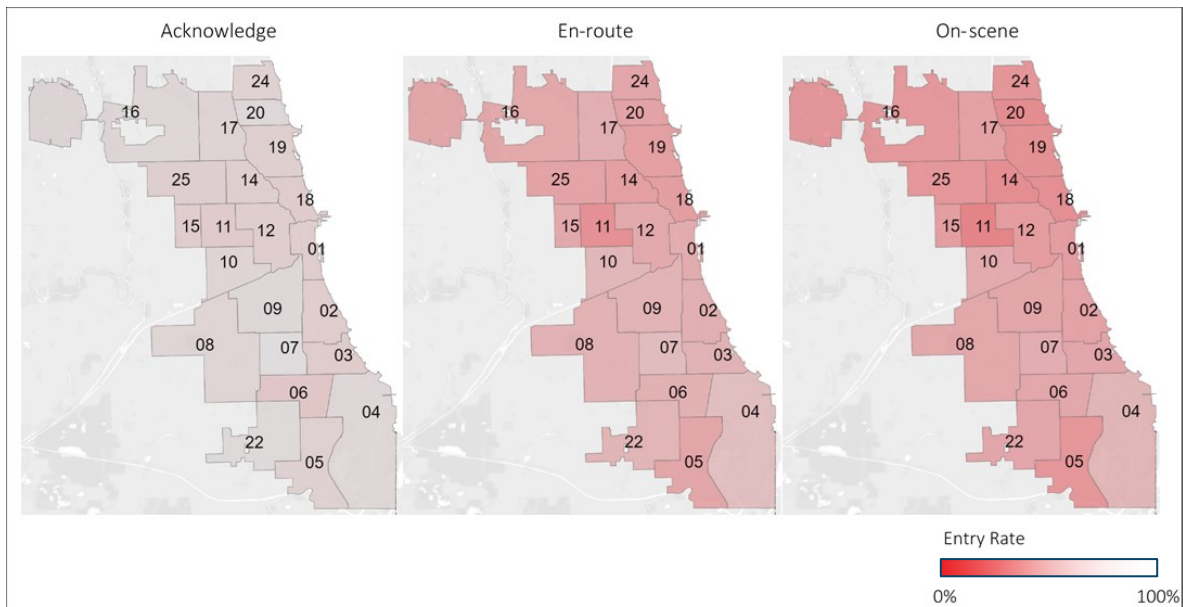 Acknowledge En-route On-scene
24 24 24
16 20 16 20 16 20
17 17 17
19 19 19
25 14 25 14 25 14
18 18 18
15 11 12 15 11 12 15 11 12
01 01 01
10 10 10
09 02 09 02 09 02
08 07 03 08 07 03 08 07 03
06 04 06 04 06 04
22 05 22 05 22 05
Entry Rate
0% 100%